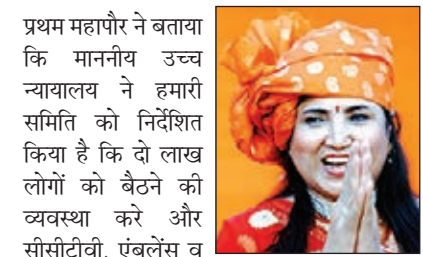 प्रथम महापौर ने बताया
कि माननीय उच्च
न्यायालय ने हमारी
समिति को निर्देशित
किया है कि दो लाख
लोगों को बैठने की
व्यवस्था करे और
सीसीटीवी, एंबुलेंस व